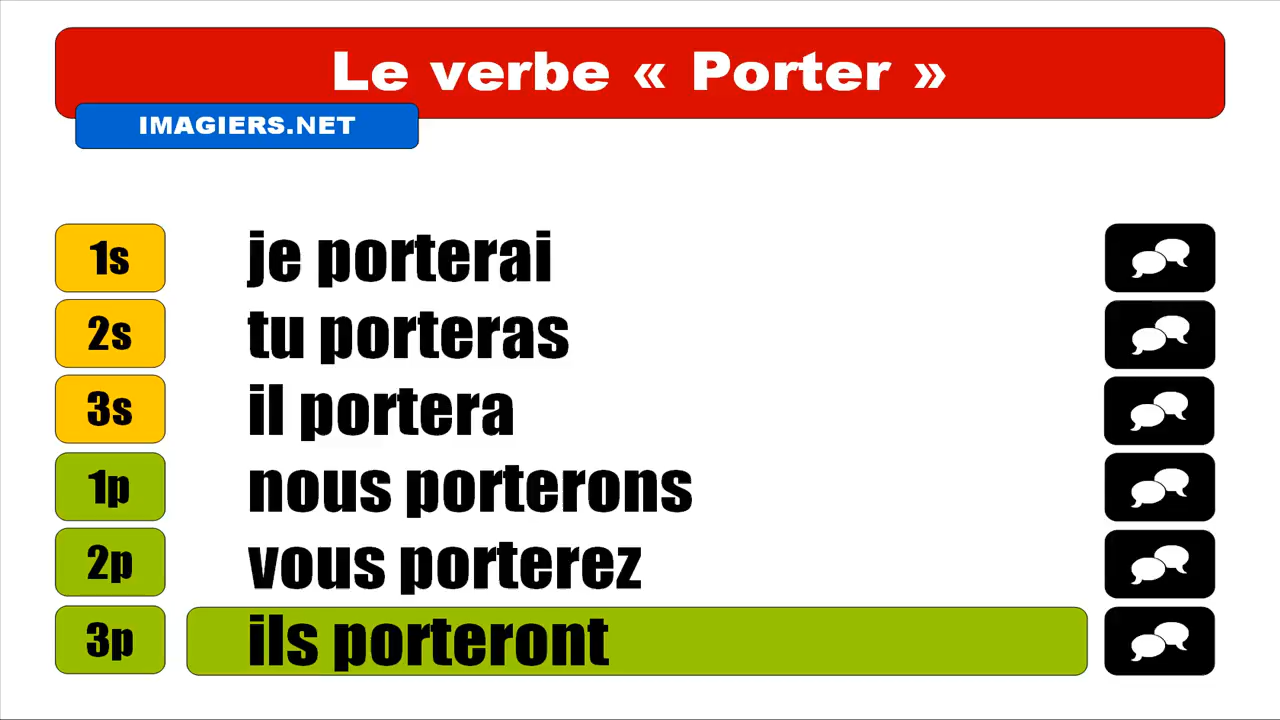 Le verbe « Porter »
IMAGIERS.NET
1s je porterai
2s tu porteras
3s il portera
1p nous porterons
2p vous porterez
3p ils porteront